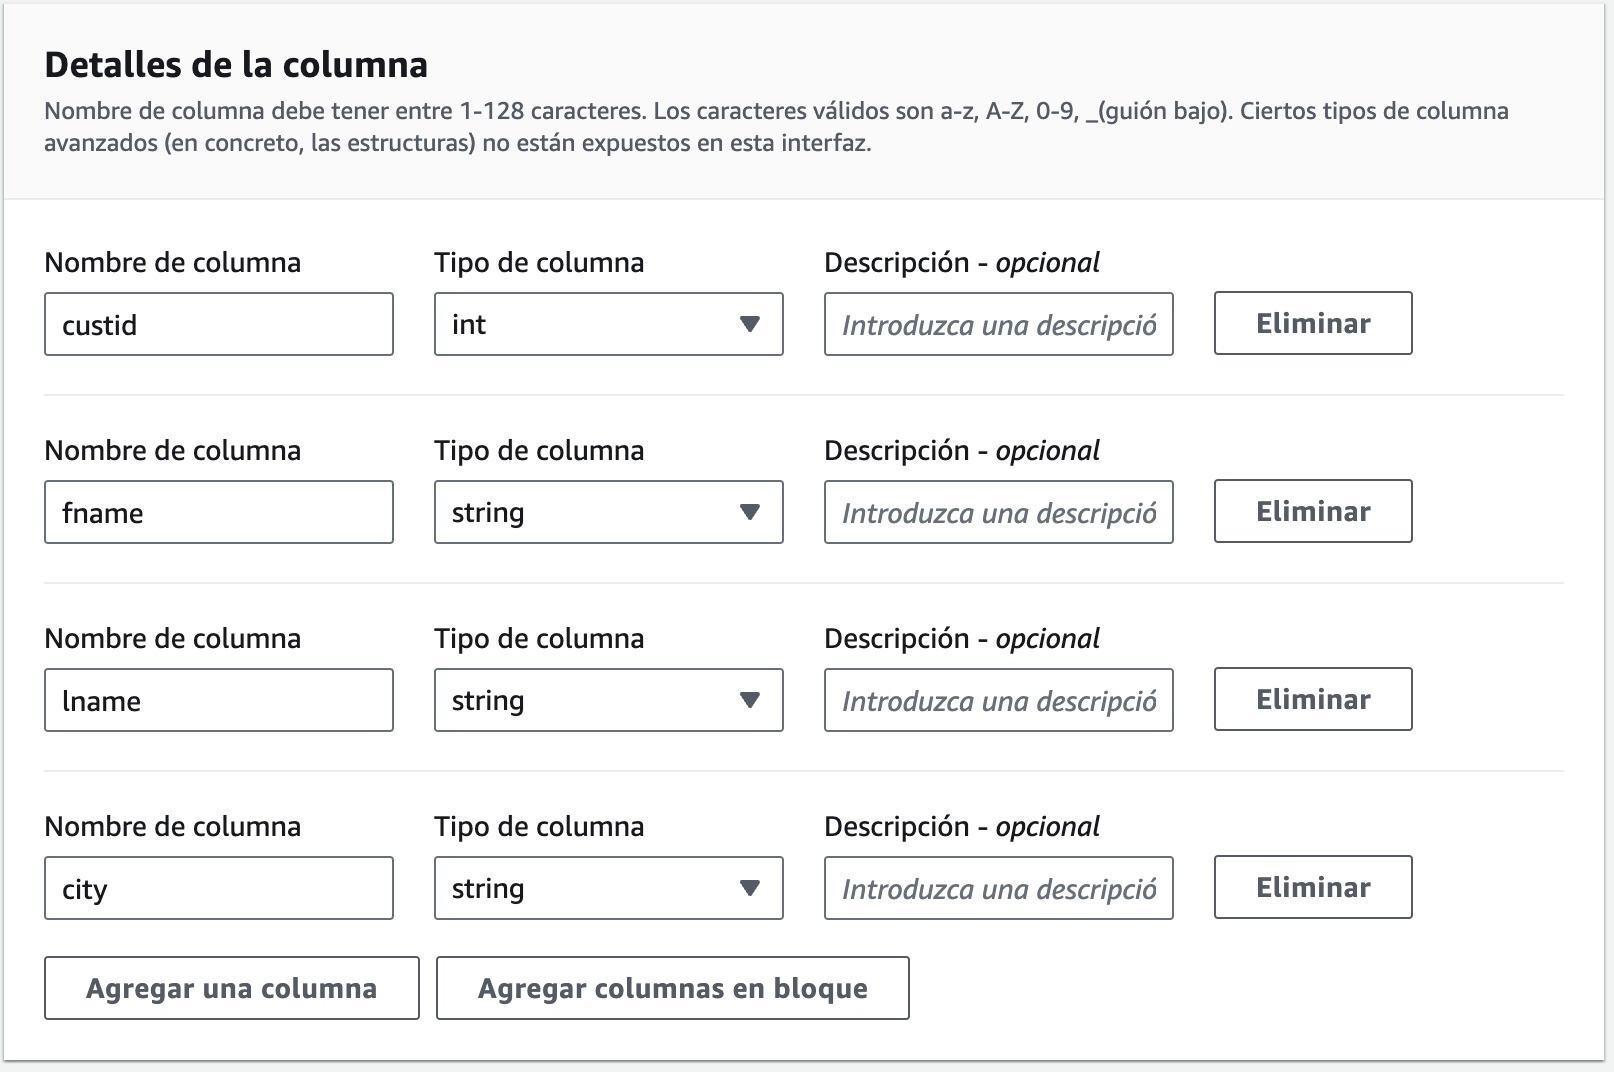 Detalles de la columna
Nombre de columna debe tener entre 1-128 caracteres. Los caracteres válidos son a-z, A-Z, 0-9, _(guión bajo). Ciertos tipos de columna
avanzados (en concreto, las estructuras) no están expuestos en esta interfaz.
Nombre de columna Tipo de columna Descripción - opcional
custid int Introduzca una descripció Eliminar
Nombre de columna Tipo de columna Descripción - opcional
fname string Introduzca una descripció Eliminar
Nombre de columna Tipo de columna Descripción - opcional
lname string Introduzca una descripció Eliminar
Nombre de columna Tipo de columna Descripción - opcional
city string Introduzca una descripció Eliminar
Agregar una columna Agregar columnas en bloque